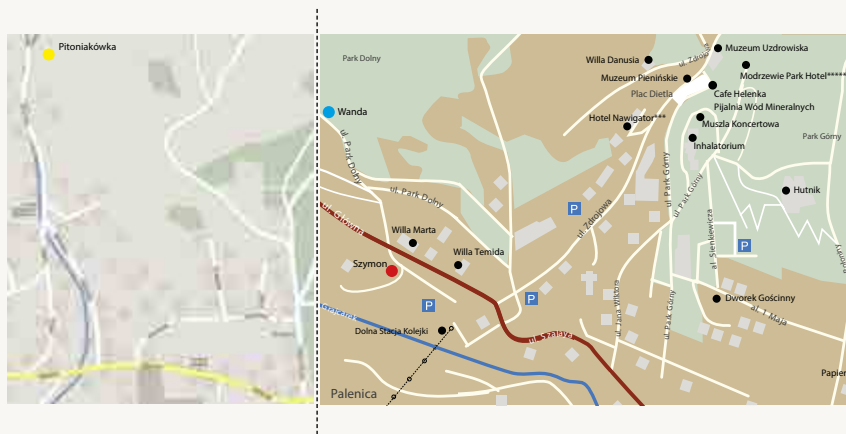 Pitoniakówka
Park Dolny
Wanda
ul. Park Dolny
ul. Park Dolny
ul. Główna
Willa Marta
Willa Temida
Szymon
Grajcarek
Dolna Stacja Kolejki
Palenica
ul. Szalaya
Willa Danusia
ul. Zdrojowa
Muzeum Uzdrowiska
Muzeum Pienińskie
Modrzewie Park Hotel*****
Plac Dietla
Cafe Helenka
Pijalnia Wód Mineralnych
Hotel Nawigator***
Muszla Koncertowa
Inhalatorium
Park Górny
ul. Park Górny
ul. Park Górny
Hutnik
ul. Zdrojowa
P
P
P
P
al. Sienkiewicza
ul. Jana Wiktora
ul. Park Górny
Dworek Gościnny
al. 1 Maja
Papier